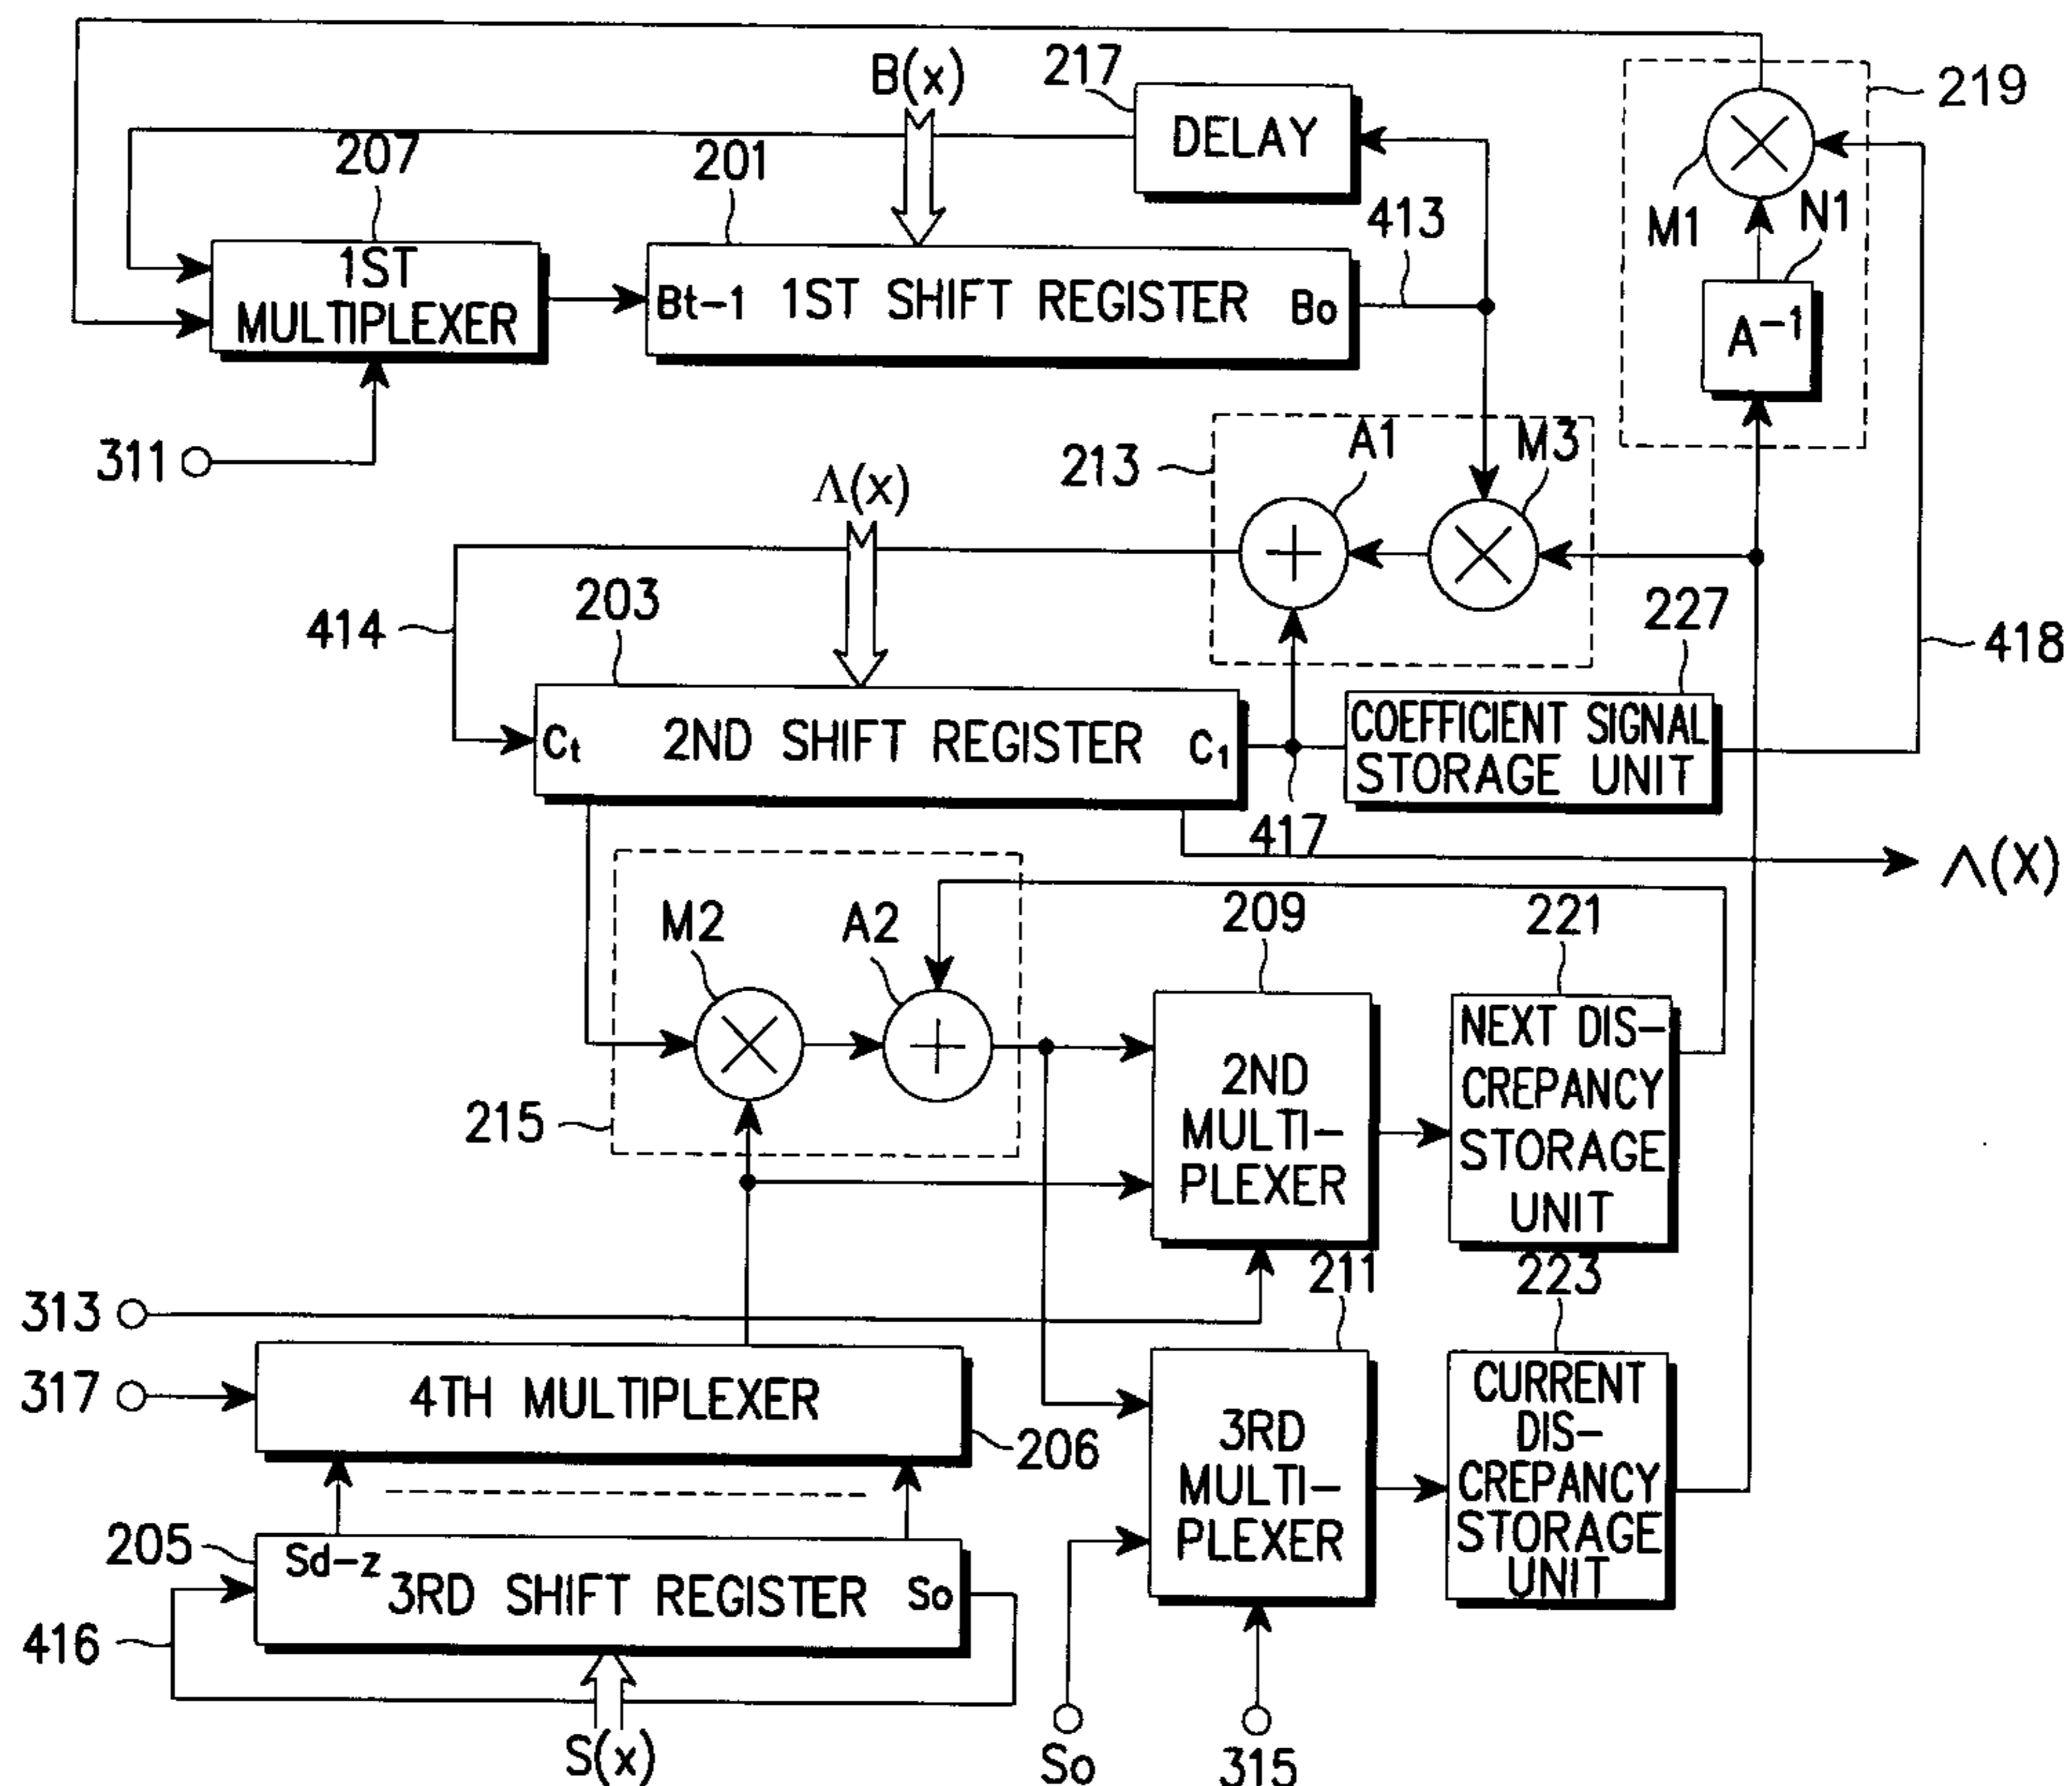 B(x)
217
219
DELAY
207
201
413
M1
N1
1ST
MULTIPLEXER
Bt-1 1ST SHIFT REGISTER Bo
A-1
311
Λ(x)
213
A1
M3
414
203
227
418
Ct 2ND SHIFT REGISTER C1
COEFFICIENT SIGNAL
STORAGE UNIT
417
Λ(X)
M2
A2
209
221
215
2ND
MULTI-
PLEXER
NEXT DIS-
CREPANCY
STORAGE
UNIT
313
211
223
317
4TH MULTIPLEXER
206
3RD
MULTI-
PLEXER
CURRENT
DIS-
CREPANCY
STORAGE
UNIT
205
Sd-z
3RD SHIFT REGISTER So
416
S(x)
So
315